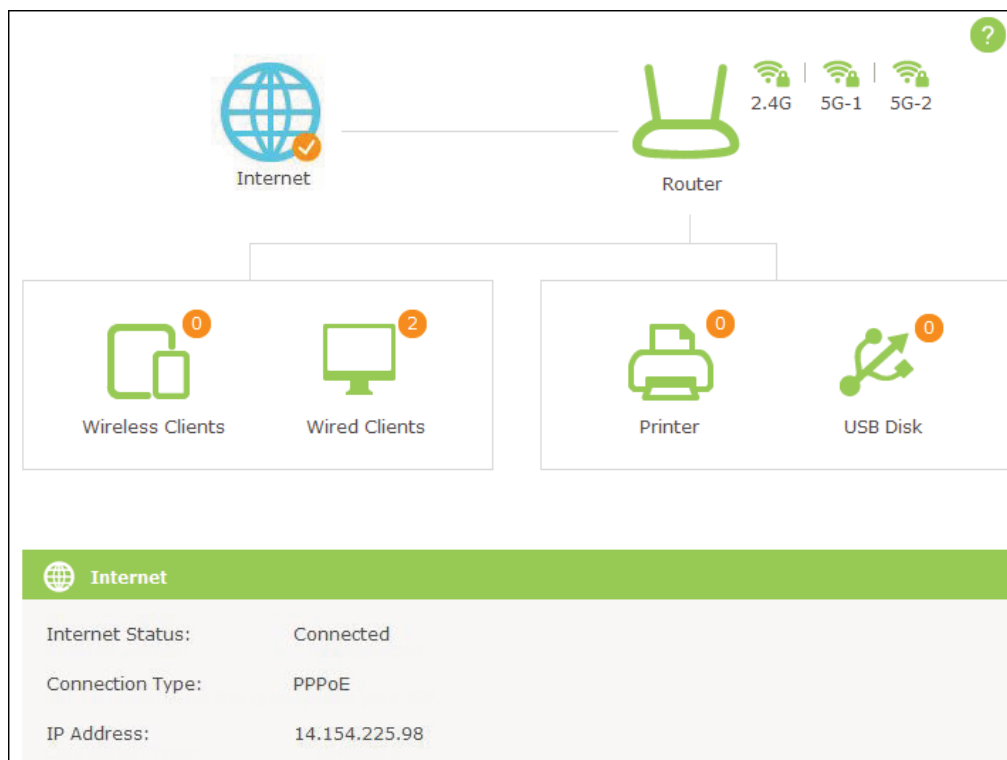 ?
2.4G 5G-1 5G-2
Internet
Router
0 2 0 0
Wireless Clients Wired Clients Printer USB Disk
Internet
Internet Status: Connected
Connection Type: PPPoE
IP Address: 14.154.225.98